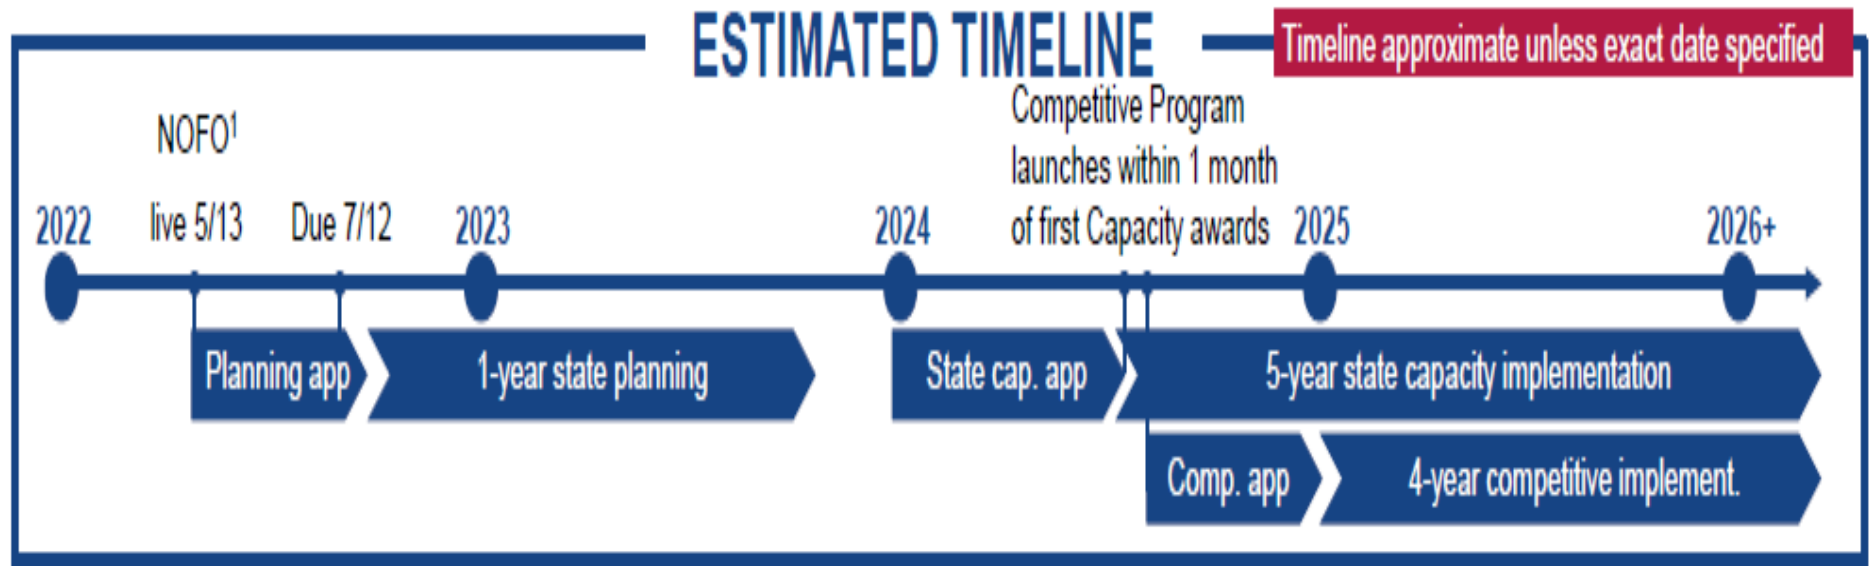 ESTIMATED TIMELINE
Timeline approximate unless exact date specified
NOFO1
live 5/13
Due 7/12
Competitive Program
launches within 1 month
of first Capacity awards
2022
2023
2024
2025
2026+
Planning app
1-year state planning
State cap. app
5-year state capacity implementation
Comp. app
4-year competitive implement.